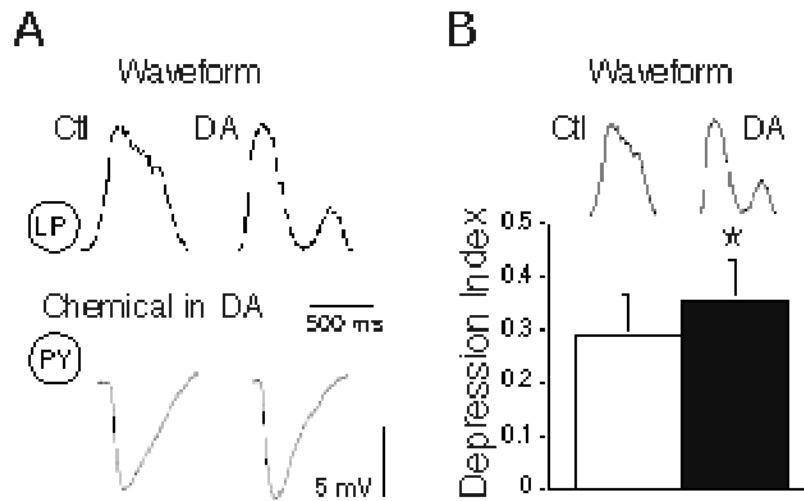 A
Waveform
Ctl DA
LP
Chemical in DA
500 ms
PY
5 mV
B
Waveform
Ctl DA
Depression Index
0.5
*
0.4
0.3
0.2
0.1
0